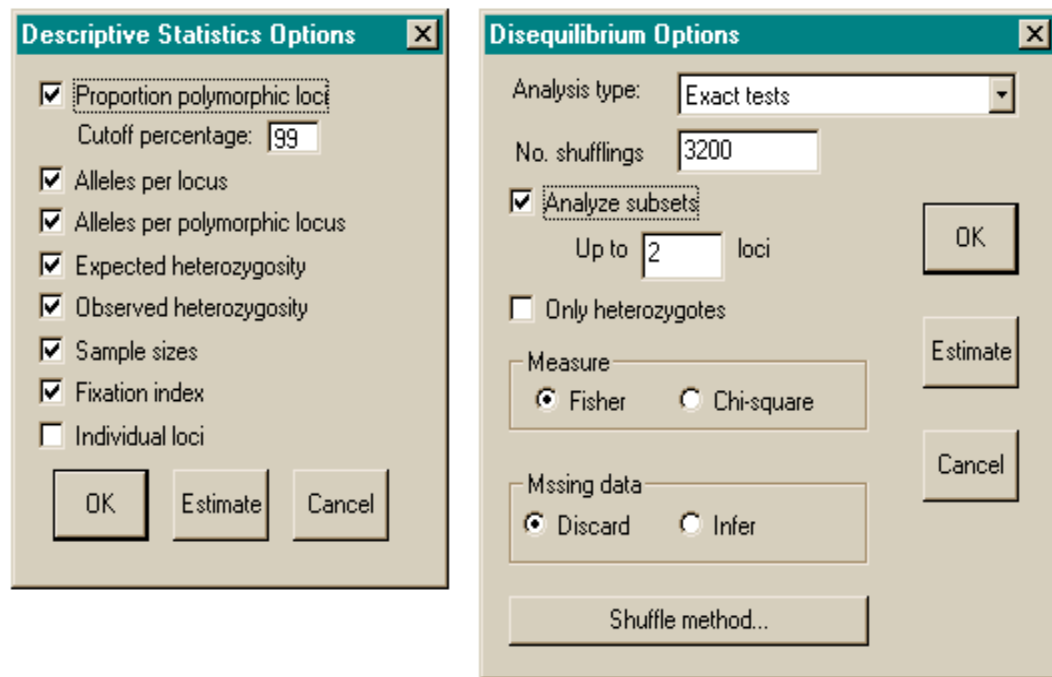 Descriptive Statistics Options
Proportion polymorphic loci
Cutoff percentage: 99
Alleles per locus
Alleles per polymorphic locus
Expected heterozygosity
Observed heterozygosity
Sample sizes
Fixation index
Individual loci
OK Estimate Cancel
Disequilibrium Options
Analysis type: Exact tests
No. shufflings 3200
Analyze subsets
Up to 2 loci
Only heterozygotes
Measure
Fisher Chi-square
Mssing data
Discard Infer
OK
Estimate
Cancel
Shuffle method...